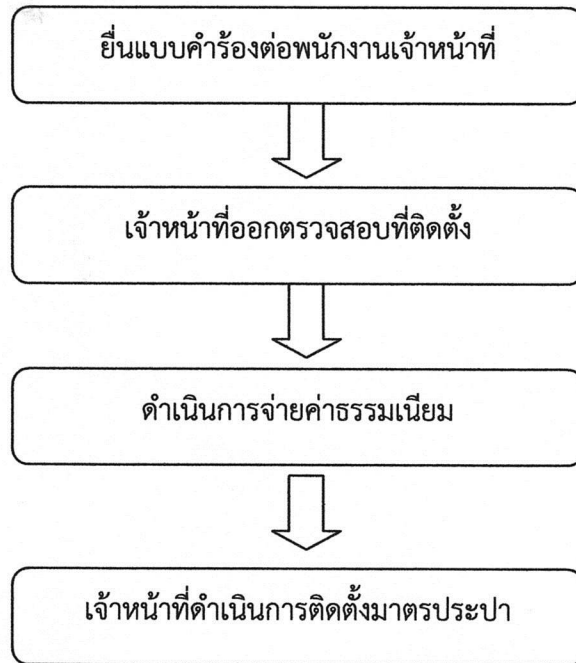 ยื่นแบบคำร้องต่อพนักงานเจ้าหน้าที่
เจ้าหน้าที่ออกตรวจสอบที่ติดตั้ง
ดำเนินการจ่ายค่าธรรมเนียม
เจ้าหน้าที่ดำเนินการติดตั้งมาตรประปา